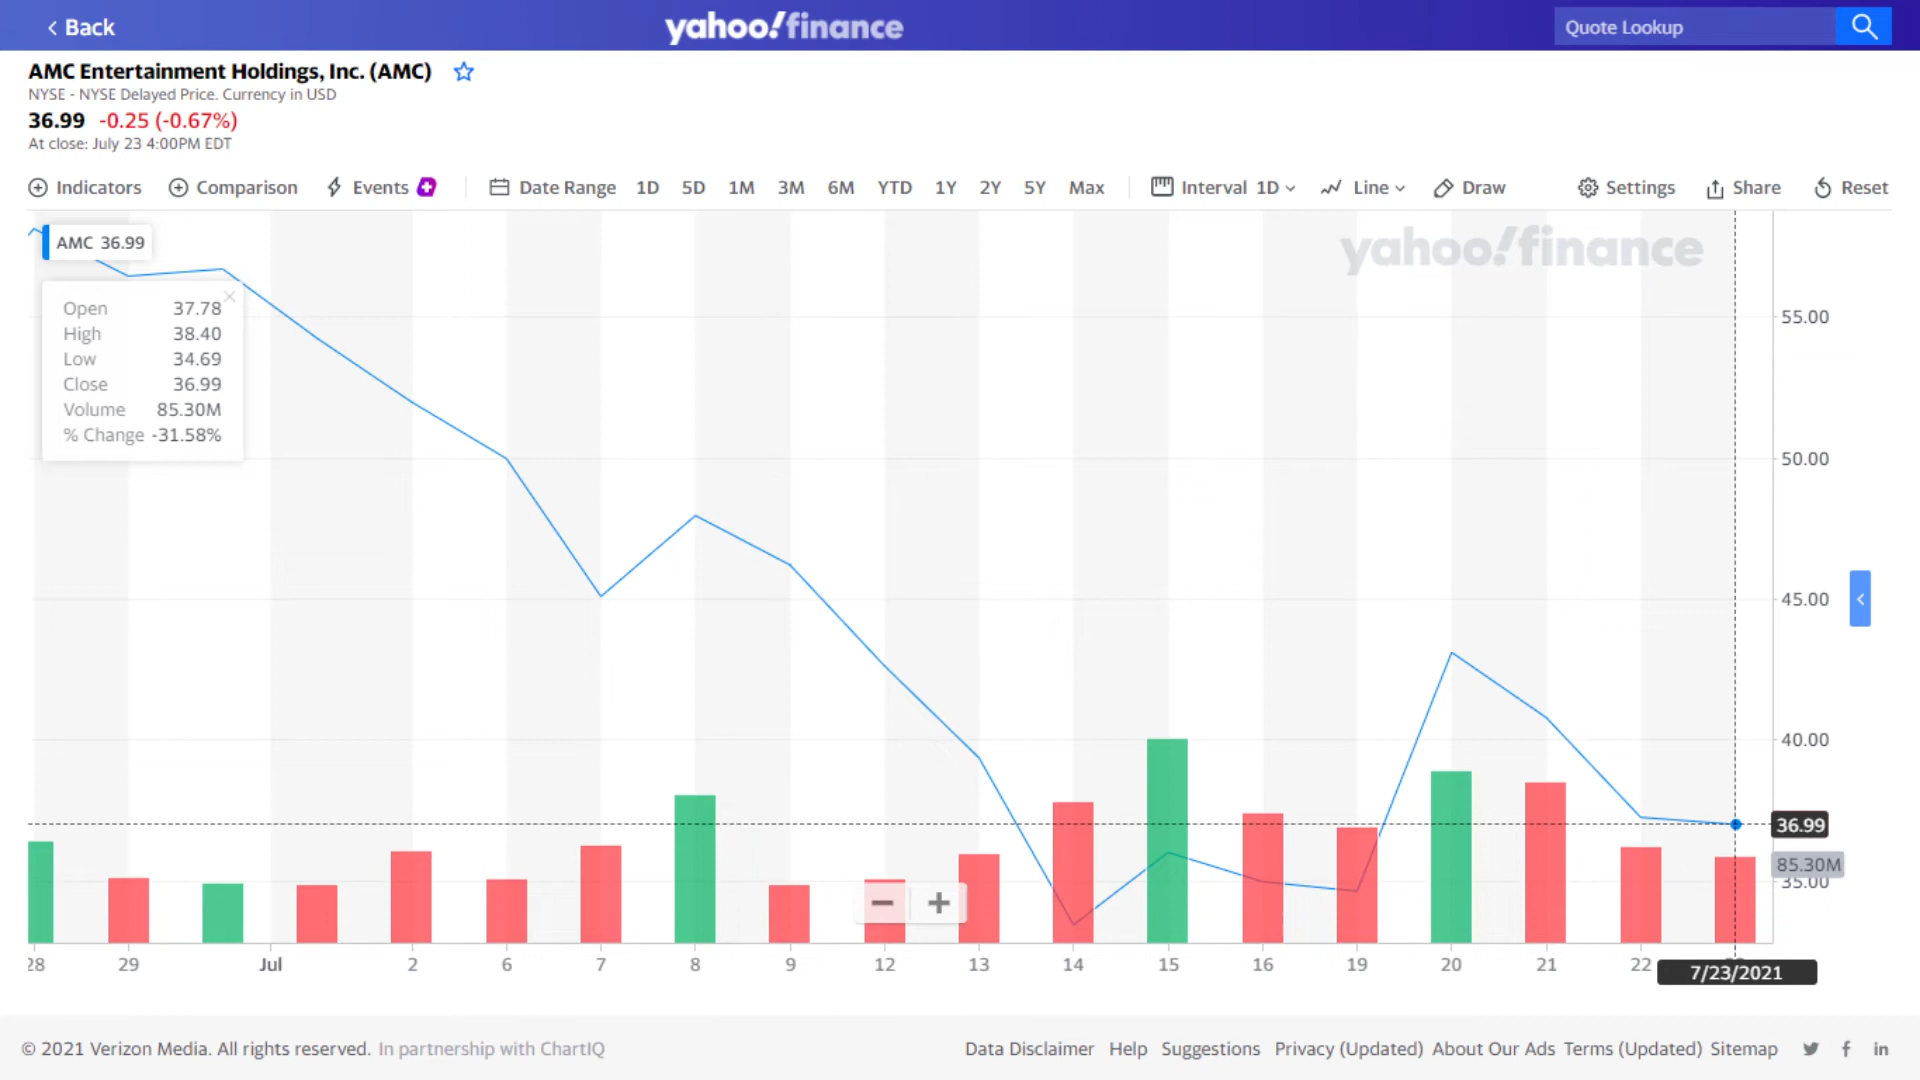 Back
yahoo!finance
Quote Lookup
AMC Entertainment Holdings, Inc. (AMC)
NYSE - NYSE Delayed Price. Currency in USD
36.99 -0.25 (-0.67%)
At close: July 23 4:00PM EDT
Indicators Comparison Events Date Range 1D 5D 1M 3M 6M YTD 1Y 2Y 5Y Max Interval 1D Line Draw Settings Share Reset
AMC 36.99
yahoo!finance
Open 37.78
High 38.40
Low 34.69
Close 36.99
Volume 85.30M
% Change -31.58%
55.00
50.00
45.00
40.00
36.99
85.30M
35.00
28 29 Jul 2 6 7 8 9 12 13 14 15 16 19 20 21 22
7/23/2021
© 2021 Verizon Media. All rights reserved. In partnership with ChartIQ
Data Disclaimer Help Suggestions Privacy (Updated) About Our Ads Terms (Updated) Sitemap